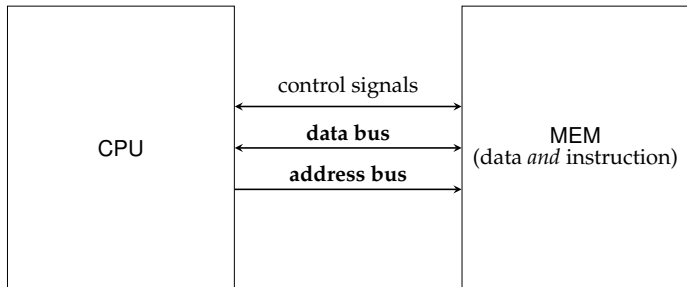 control signals
CPU
data bus
MEM
(data and instruction)
address bus